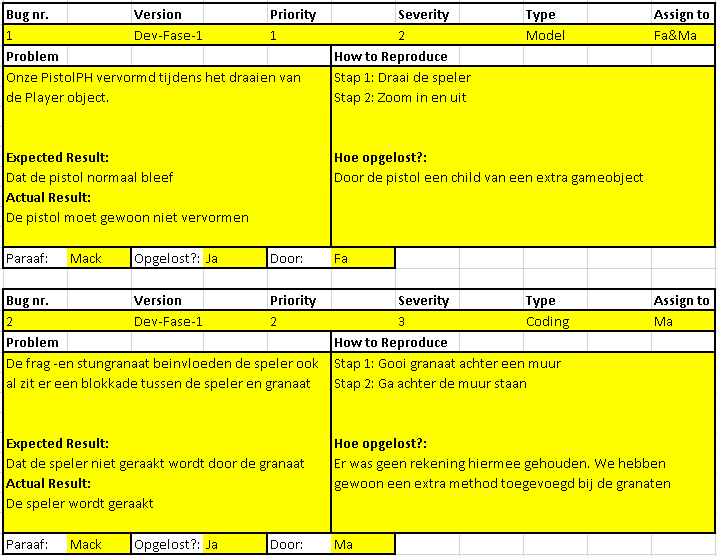 Bug nr. Version Priority Severity Type Assign to
1 Dev-Fase-1 1 2 Model Fa&Ma
Problem How to Reproduce
Onze PistolPH vervormd tijdens het draaien van Stap 1: Draai de speler
de Player object. Stap 2: Zoom in en uit
Expected Result: Hoe opgelost?:
Dat de pistol normaal bleef Door de pistol een child van een extra gameobject
Actual Result:
De pistol moet gewoon niet vervormen
Paraaf: Mack Opgelost?: Ja Door: Fa
Bug nr. Version Priority Severity Type Assign to
2 Dev-Fase-1 2 3 Coding Ma
Problem How to Reproduce
De frag -en stungranaat beinvloeden de speler ook Stap 1: Gooi granaat achter een muur
al zit er een blokkade tussen de speler en granaat Stap 2: Ga achter de muur staan
Expected Result: Hoe opgelost?:
Dat de speler niet geraakt wordt door de granaat Er was geen rekening hiermee gehouden. We hebben
Actual Result: gewoon een extra method toegevoegd bij de granaten
De speler wordt geraakt
Paraaf: Mack Opgelost?: Ja Door: Ma